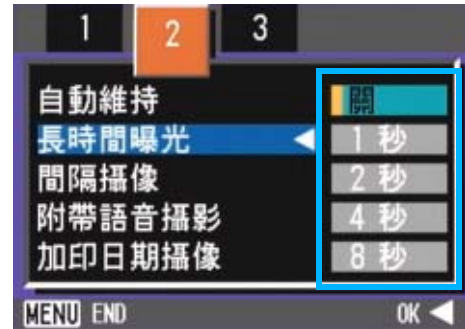 1 2 3
自動維持 關
長時間曝光 1 秒
間隔攝像 2 秒
附帶語音攝影 4 秒
加印日期攝像 8 秒
MENU END OK